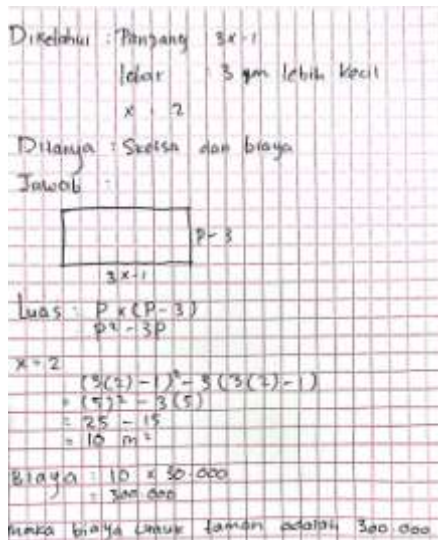 Diketahui : Panjang 3x-1
lebar : 3 lebih kecil
x : 2
Ditanya : Sketsa dan biaya
Jawab :
P-3
3x-1
Luas : P x (P-3)
P² - 3P
x = 2
(3(2)-1)² - 3(3(2)-1)
= (5)² - 3(5)
= 25 - 15
= 10 m²
Biaya : 10 x 30.000
= 300.000
maka biaya untuk taman adalah 300.000